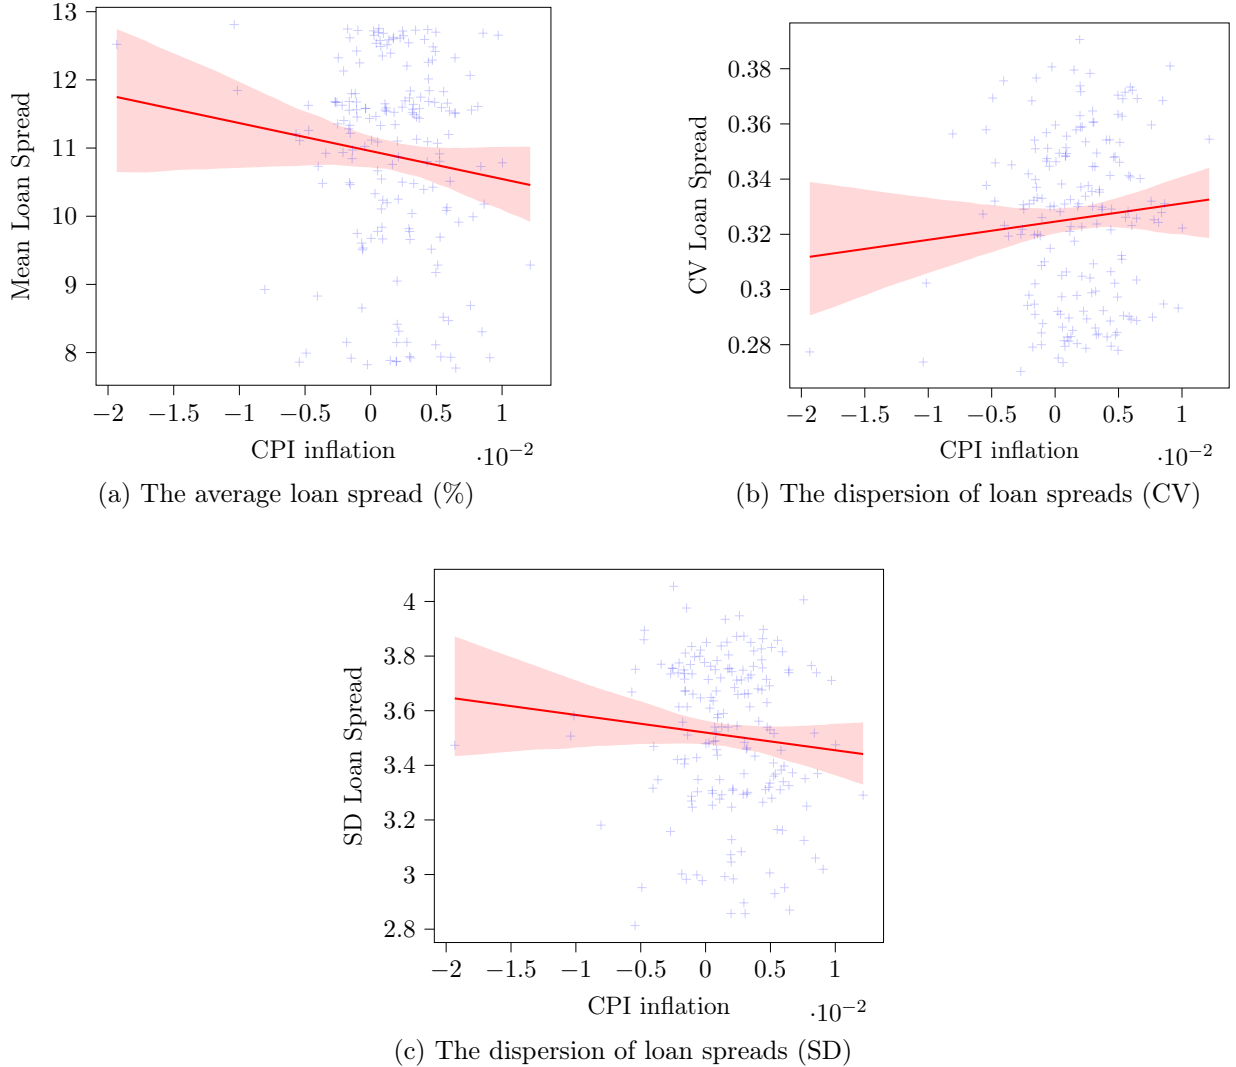 13
12
11
10
9
8
Mean Loan Spread
−2 −1.5 −1 −0.5 0 0.5 1
CPI inflation
·10−2
(a) The average loan spread (%)
0.38
0.36
0.34
0.32
0.3
0.28
CV Loan Spread
−2 −1.5 −1 −0.5 0 0.5 1
CPI inflation
·10−2
(b) The dispersion of loan spreads (CV)
4
3.8
3.6
3.4
3.2
3
2.8
SD Loan Spread
−2 −1.5 −1 −0.5 0 0.5 1
CPI inflation
·10−2
(c) The dispersion of loan spreads (SD)